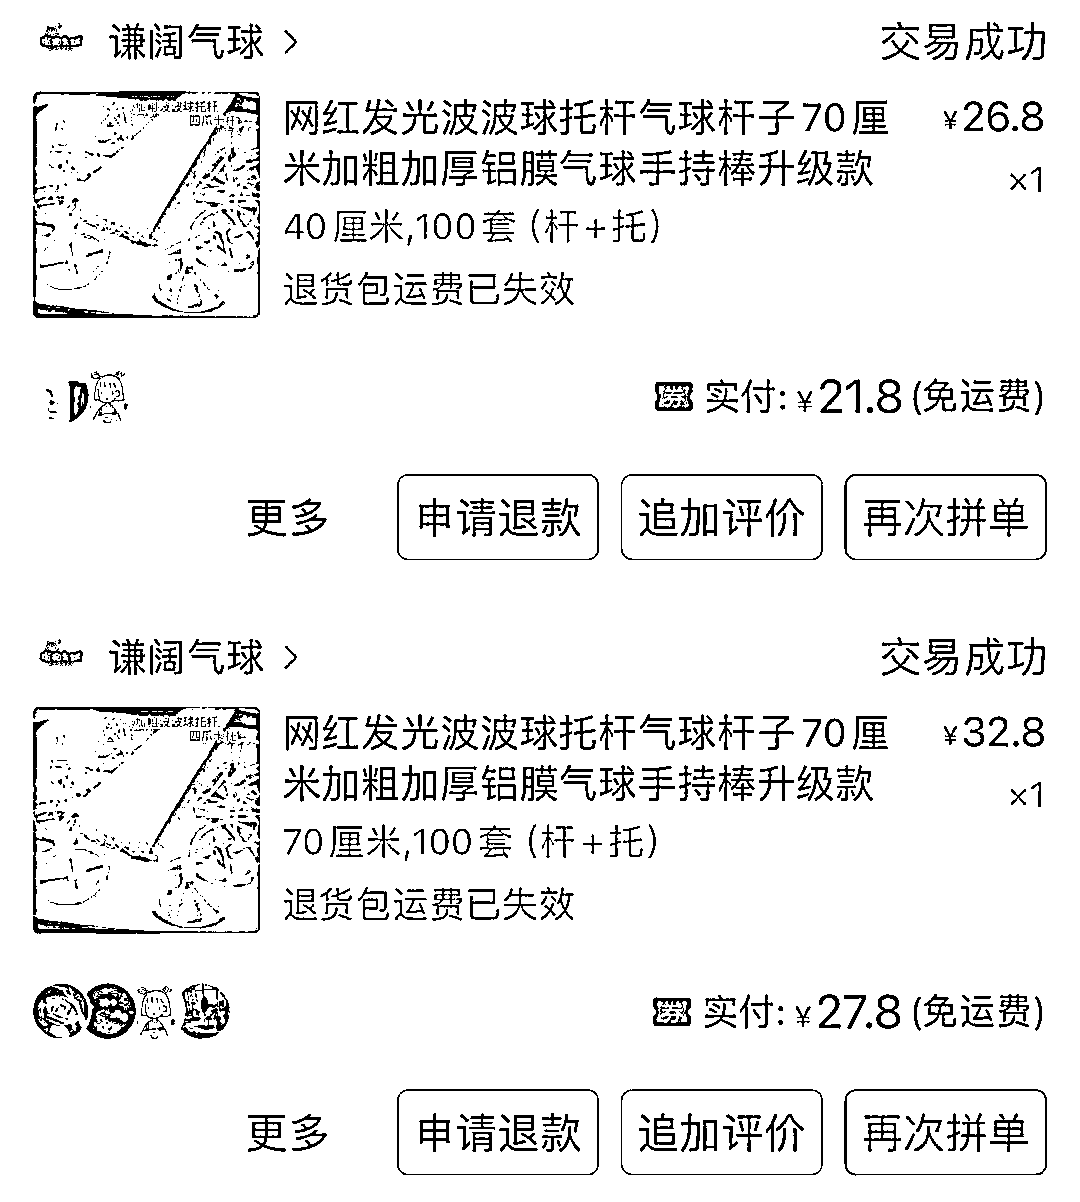 谦阔气球 >
交易成功
四爪
网红发光波波球托杆气球杆子70厘
¥26.8
米加粗加厚铝膜气球手持棒升级款
×1
40厘米,100套（杆+托）
退货包运费已失效
券 实付: ¥21.8 (免运费)
更多
申请退款
追加评价
再次拼单
谦阔气球 >
交易成功
四爪
网红发光波波球托杆气球杆子70厘
¥32.8
米加粗加厚铝膜气球手持棒升级款
×1
70厘米,100套（杆+托）
退货包运费已失效
券 实付: ¥27.8 (免运费)
更多
申请退款
追加评价
再次拼单